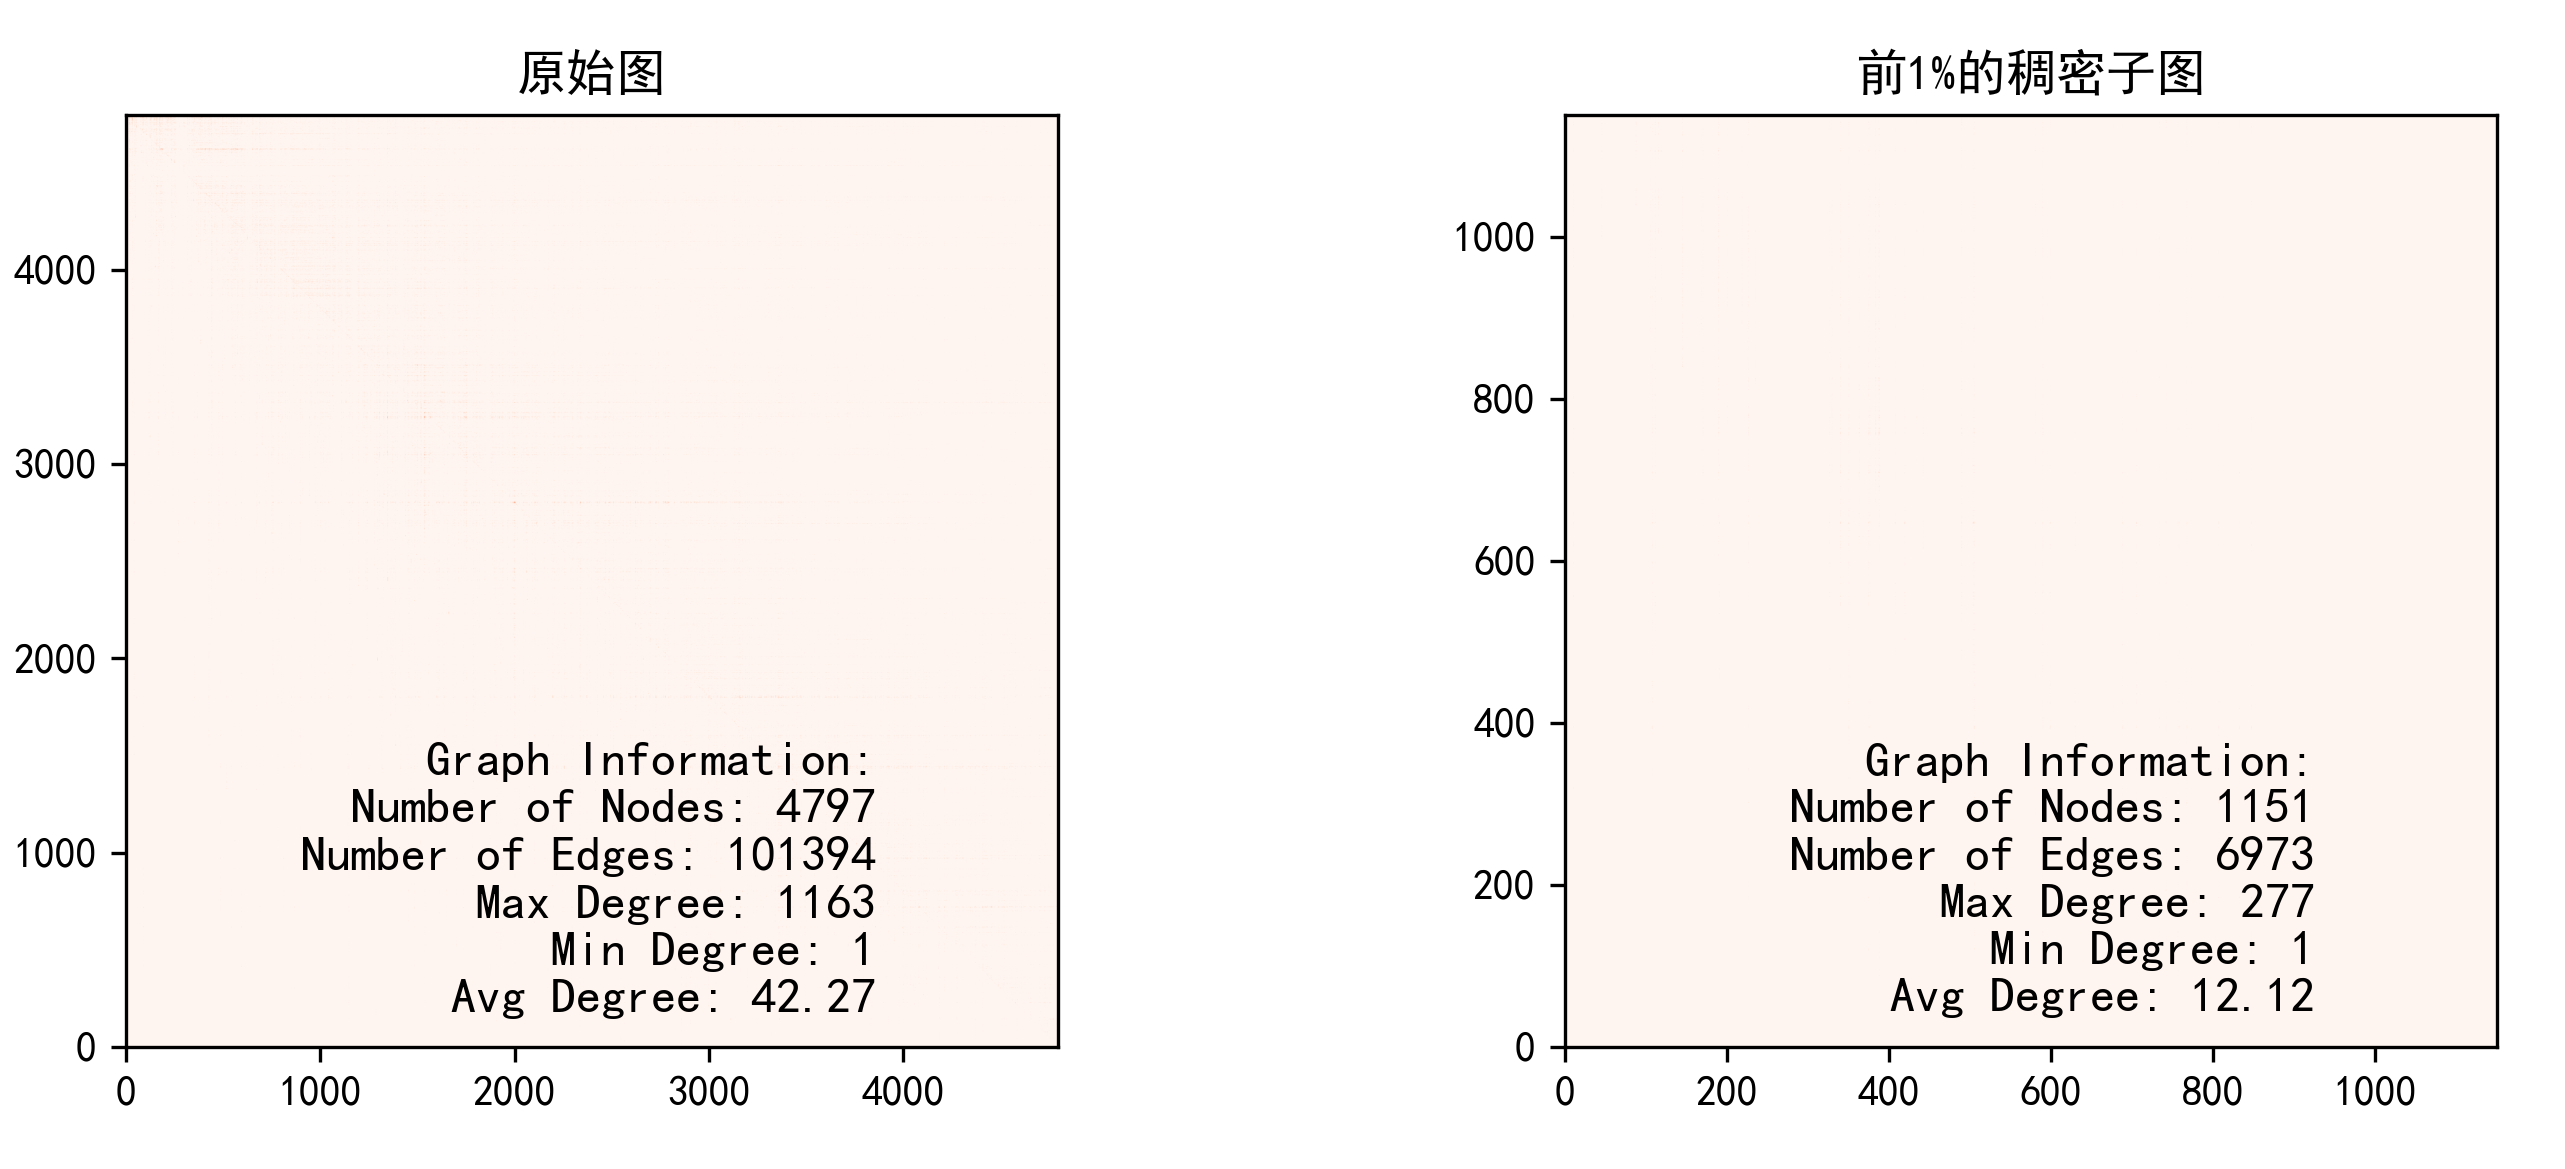 原始图
4000
3000
2000
1000
0
0 1000 2000 3000 4000
Graph Information:
Number of Nodes: 4797
Number of Edges: 101394
Max Degree: 1163
Min Degree: 1
Avg Degree: 42.27
前1%的稠密子图
1000
800
600
400
200
0
0 200 400 600 800 1000
Graph Information:
Number of Nodes: 1151
Number of Edges: 6973
Max Degree: 277
Min Degree: 1
Avg Degree: 12.12